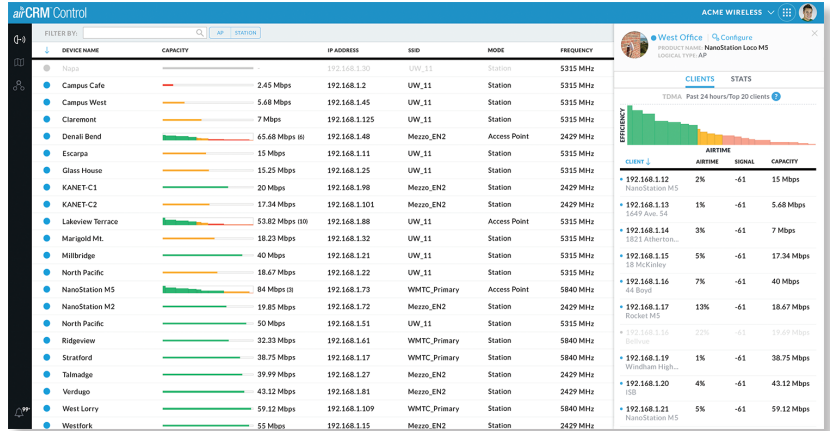 airCRM™ Control
ACME WIRELESS
FILTER BY: AP STATION
DEVICE NAME CAPACITY IP ADDRESS SSID MODE FREQUENCY
Napa - 192.168.1.30 UW_11 Station 5315 MHz
Campus Cafe 2.45 Mbps 192.168.1.2 UW_11 Station 5315 MHz
Campus West 5.68 Mbps 192.168.1.45 UW_11 Station 5315 MHz
Claremont 7 Mbps 192.168.1.125 UW_11 Station 5315 MHz
Denali Bend 65.68 Mbps (6) 192.168.1.48 Mezzo_EN2 Access Point 2429 MHz
Escarpa 15 Mbps 192.168.1.11 UW_11 Station 5315 MHz
Glass House 15.25 Mbps 192.168.1.25 UW_11 Station 5315 MHz
KANET-C1 20 Mbps 192.168.1.98 Mezzo_EN2 Station 2429 MHz
KANET-C2 17.34 Mbps 192.168.1.101 Mezzo_EN2 Station 2429 MHz
Lakeview Terrace 53.82 Mbps (10) 192.168.1.88 UW_11 Access Point 5315 MHz
Marigold Mt. 18.23 Mbps 192.168.1.32 UW_11 Station 5315 MHz
Millbridge 40 Mbps 192.168.1.21 UW_11 Station 5315 MHz
North Pacific 18.67 Mbps 192.168.1.22 UW_11 Station 5315 MHz
NanoStation M5 84 Mbps (3) 192.168.1.73 WMTC_Primary Access Point 5840 MHz
NanoStation M2 19.85 Mbps 192.168.1.72 Mezzo_EN2 Station 2429 MHz
North Pacific 50 Mbps 192.168.1.51 UW_11 Station 5315 MHz
Ridgeview 32.33 Mbps 192.168.1.61 WMTC_Primary Station 5840 MHz
Stratford 38.75 Mbps 192.168.1.17 WMTC_Primary Station 5840 MHz
Talmadge 39.99 Mbps 192.168.1.27 Mezzo_EN2 Station 2429 MHz
Verdugo 43.12 Mbps 192.168.1.81 Mezzo_EN2 Station 2429 MHz
West Lorry 59.12 Mbps 192.168.1.109 WMTC_Primary Station 5840 MHz
Westfork 55 Mbps 192.168.1.15 Mezzo_EN2 Station 2429 MHz
99+
West Office Configure
PRODUCT NAME: NanoStation Loco M5
LOGICAL TYPE: AP
CLIENTS STATS
TDMA Past 24 hours/Top 20 clients ?
EFFICIENCY
AIRTIME
CLIENT AIRTIME SIGNAL CAPACITY
192.168.1.12 2% -61 15 Mbps
NanoStation M5
192.168.1.13 1% -61 5.68 Mbps
1649 Ave. 54
192.168.1.14 3% -61 7 Mbps
1821 Atherton...
192.168.1.15 5% -61 17.34 Mbps
18 McKinley
192.168.1.16 7% -61 40 Mbps
44 Boyd
192.168.1.17 13% -61 18.67 Mbps
Rocket M5
192.168.1.16 22% -61 19.69 Mbps
192.168.1.19 1% -61 38.75 Mbps
Windham High...
192.168.1.20 4% -61 43.12 Mbps
ISB
192.168.1.21 5% -61 59.12 Mbps
NanoStation M5